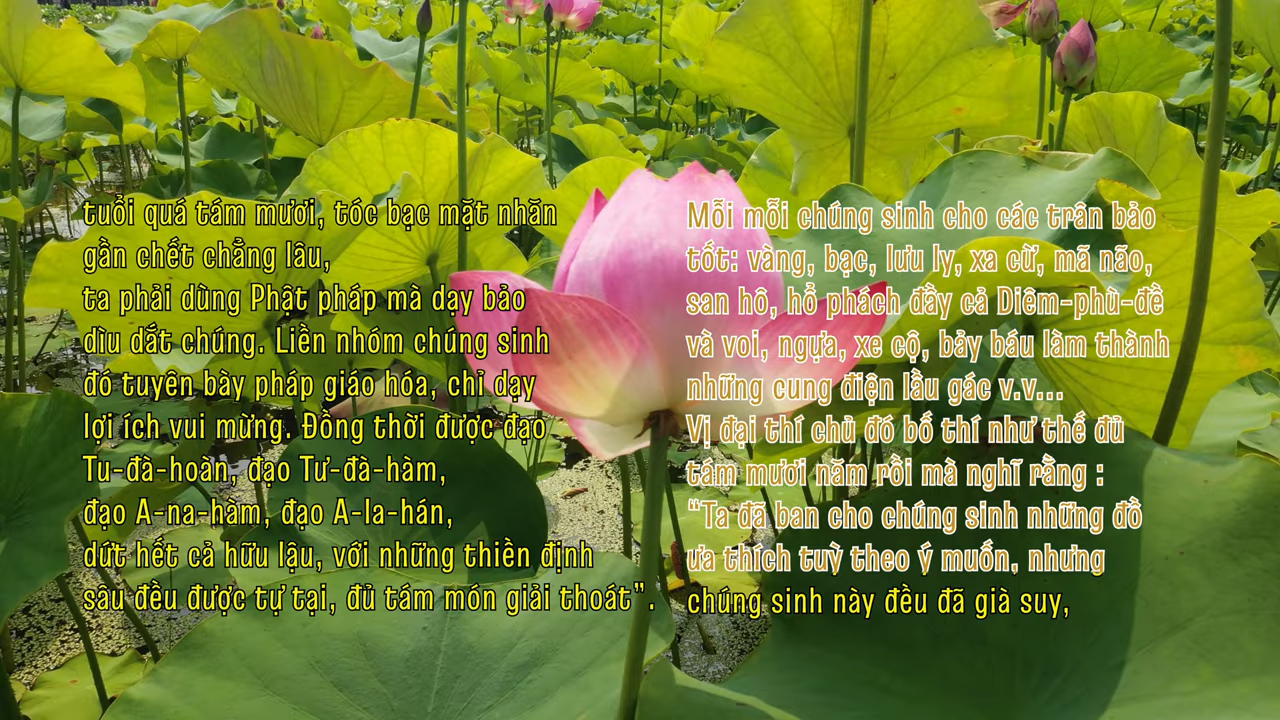 tuổi quá tám mươi, tóc bạc mặt nhăn
gần chết chẳng lâu,
ta phải dùng Phật pháp mà dạy bảo
dìu dắt chúng. Liền nhóm chúng sinh
đó tuyên bày pháp giáo hóa, chỉ dạy
lợi ích vui mừng. Đồng thời được đạo
Tu-đà-hoàn, đạo Tư-đà-hàm,
đạo A-na-hàm, đạo A-la-hán,
dứt hết cả hữu lậu, với những thiền định
sâu đều được tự tại, đủ tám món giải thoát”.
Mỗi mỗi chúng sinh cho các trân bảo
tốt: vàng, bạc, lưu ly, xa cừ, mã não,
san hô, hổ phách đầy cả Diêm-phù-đề
và voi, ngựa, xe cộ, bảy báu làm thành
những cung điện lầu gác v.v...
Vị đại thí chủ đó bố thí như thế đủ
tám mươi năm rồi mà nghĩ rằng :
“Ta đã ban cho chúng sinh những đồ
ưa thích tuỳ theo ý muốn, nhưng
chúng sinh này đều đã già suy,